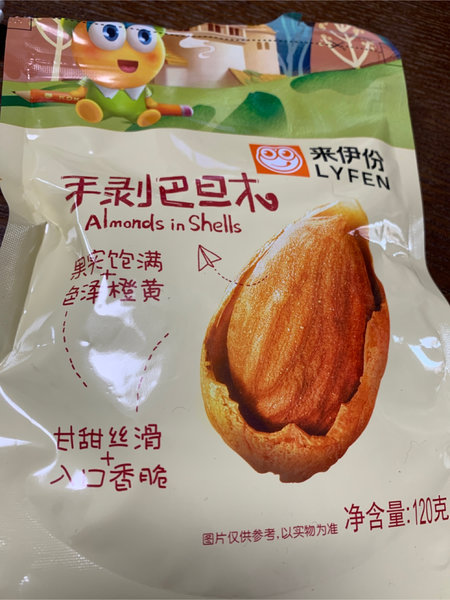 来伊份
LYFEN
手剥巴旦木
Almonds in Shells
果实饱满
+
色泽橙黄
甘甜丝滑
+
入口香脆
净含量:120克
图片仅供参考,以实物为准